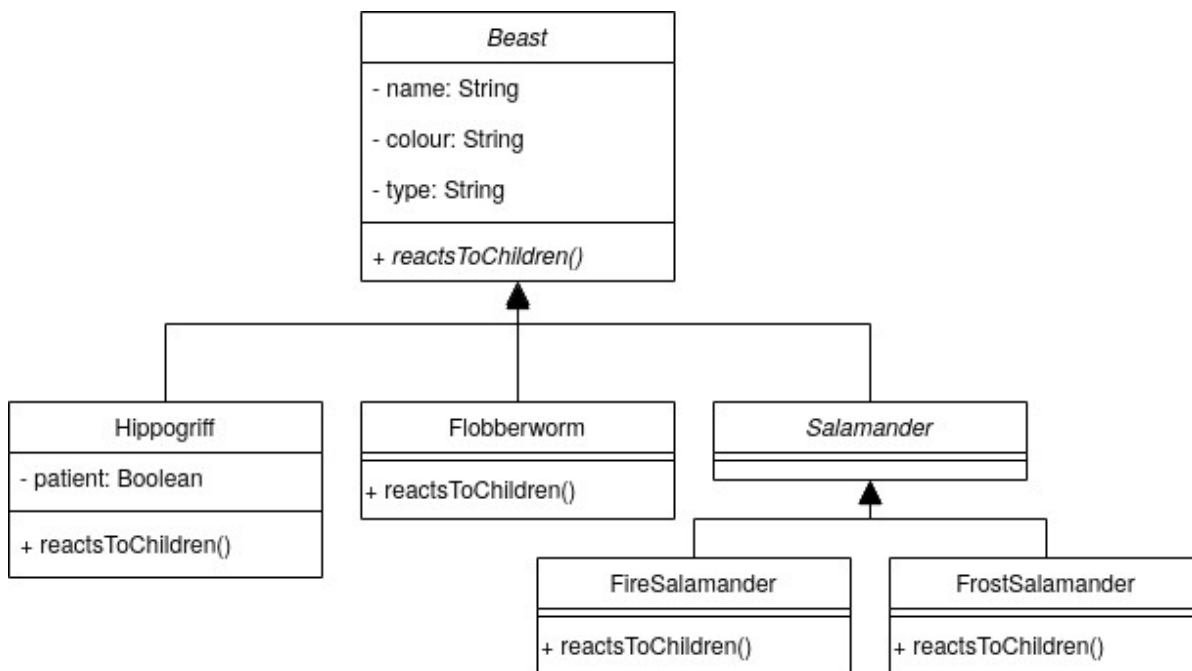 Beast
- name: String
- colour: String
- type: String
+ reactsToChildren()
Hippogriff
- patient: Boolean
+ reactsToChildren()
Flobberworm
+ reactsToChildren()
Salamander
FireSalamander
+ reactsToChildren()
FrostSalamander
+ reactsToChildren()